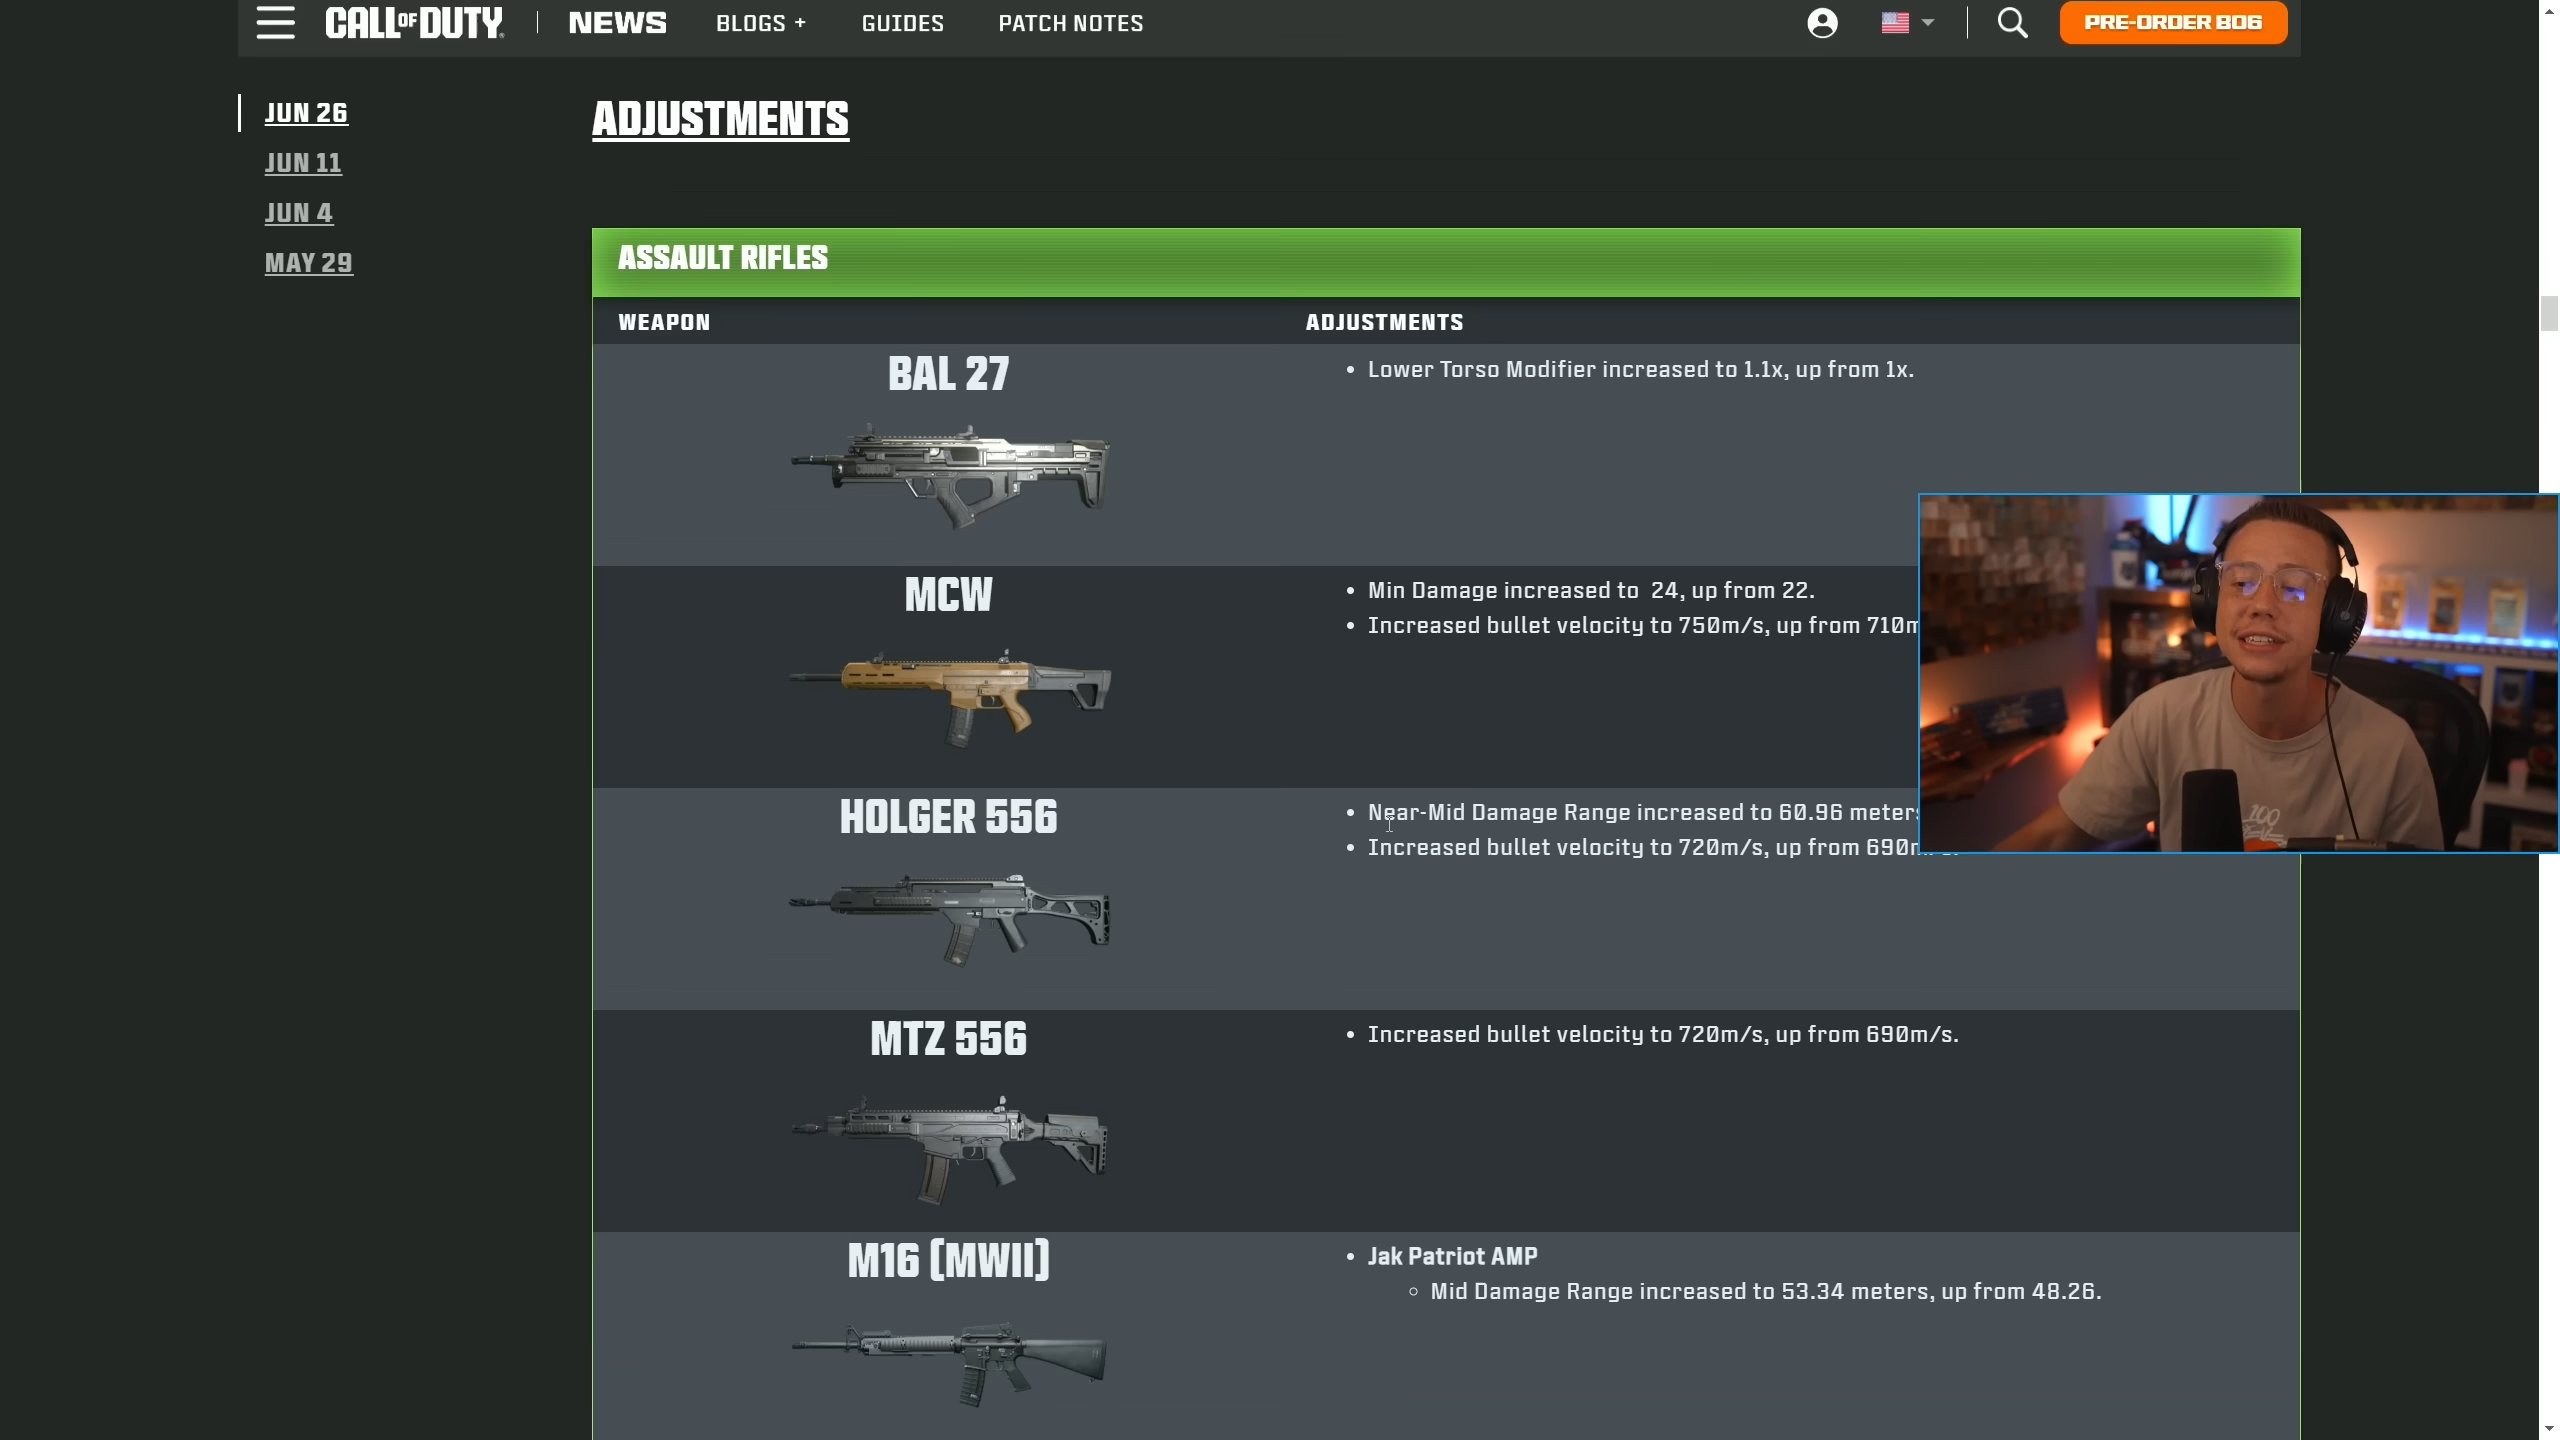 CALL OF DUTY
NEWS
BLOGS +
GUIDES
PATCH NOTES
PRE-ORDER BO6
JUN 26
JUN 11
JUN 4
MAY 29
ADJUSTMENTS
ASSAULT RIFLES
WEAPON
ADJUSTMENTS
BAL 27
• Lower Torso Modifier increased to 1.1x, up from 1x.
MCW
• Min Damage increased to 24, up from 22.
• Increased bullet velocity to 750m/s, up from 710m
HOLGER 556
• Near-Mid Damage Range increased to 60.96 meters
• Increased bullet velocity to 720m/s, up from 690m
MTZ 556
• Increased bullet velocity to 720m/s, up from 690m/s.
M16 (MWII)
• Jak Patriot AMP
◦ Mid Damage Range increased to 53.34 meters, up from 48.26.
100